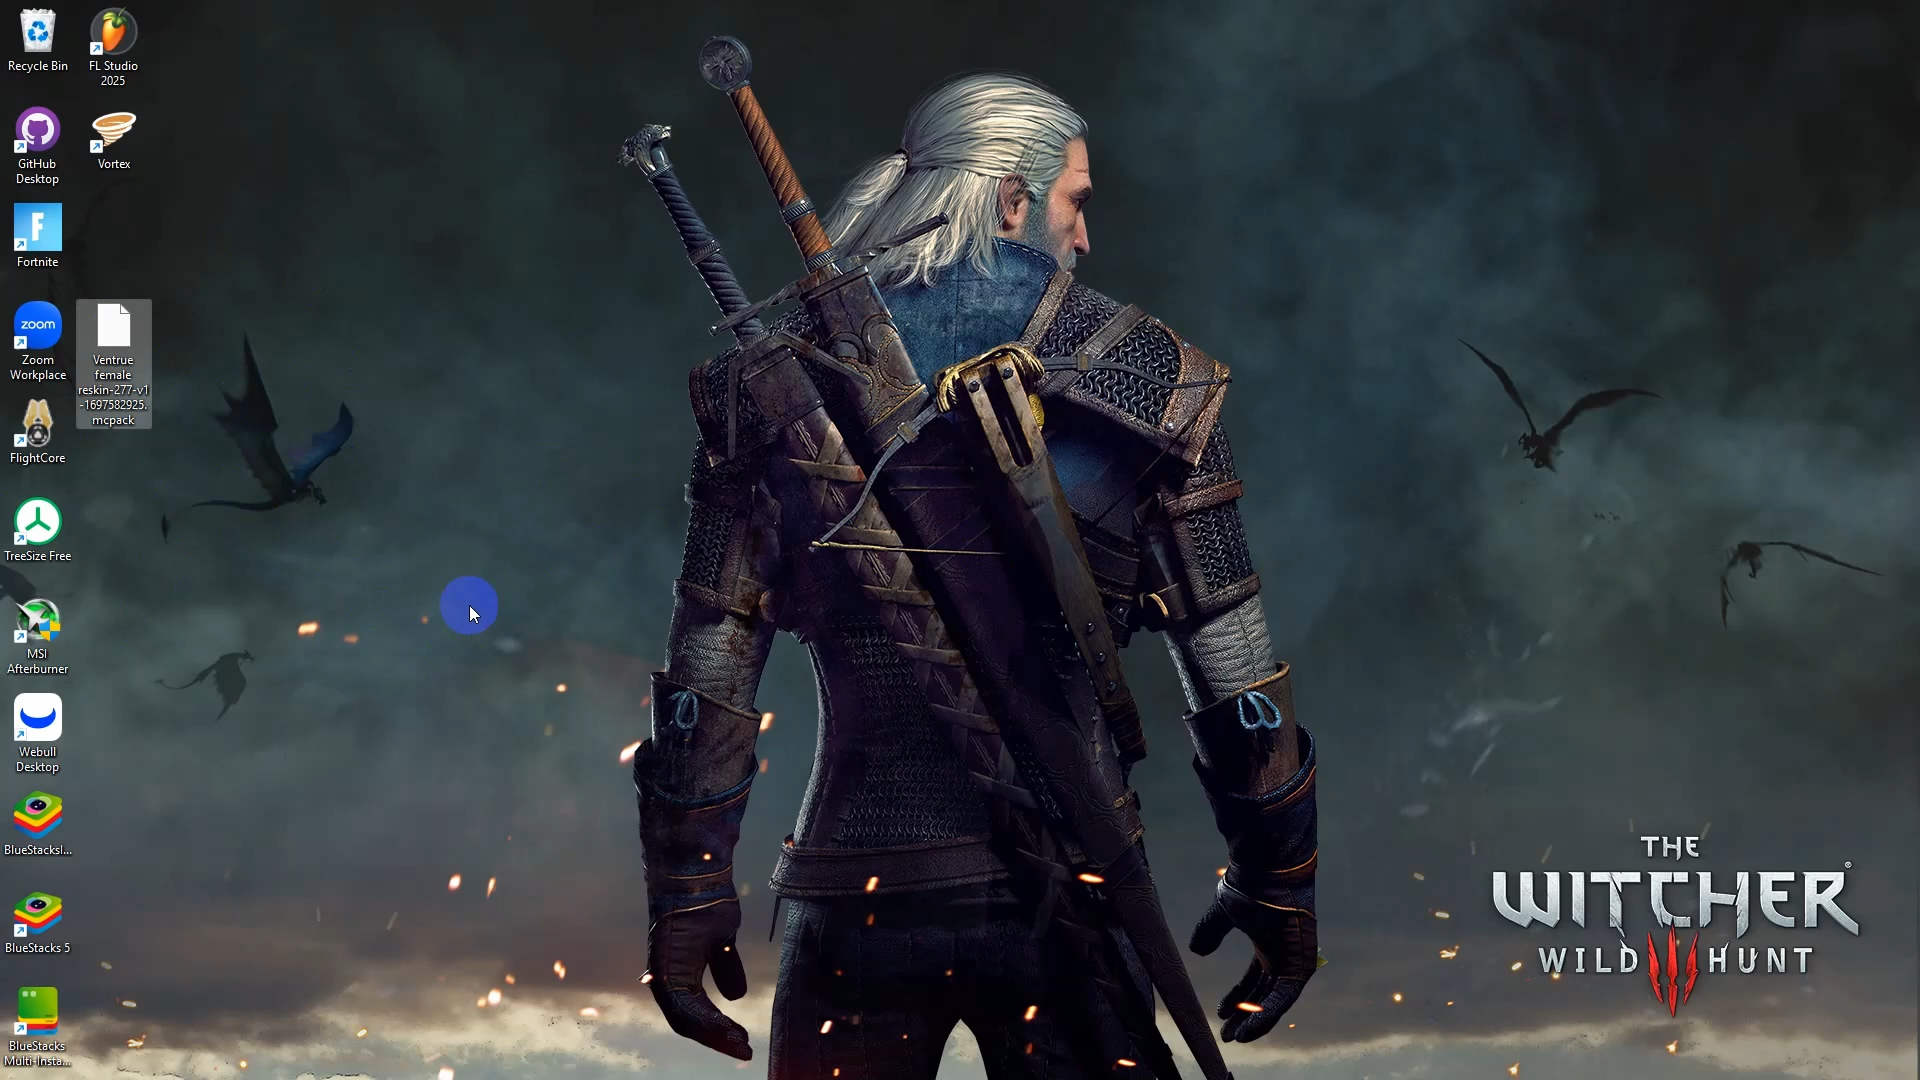 Recycle Bin
FL Studio
2025
GitHub
Desktop
Vortex
F
Fortnite
zoom
Zoom
Workplace
Ventrue
female
reskin-277-v1
-1697582925.
mcpack
FlightCore
TreeSize Free
MSI
Afterburner
Webull
Desktop
BlueStacksI...
BlueStacks 5
BlueStacks
Multi-Insta...
THE
WITCHER®
WILD III HUNT